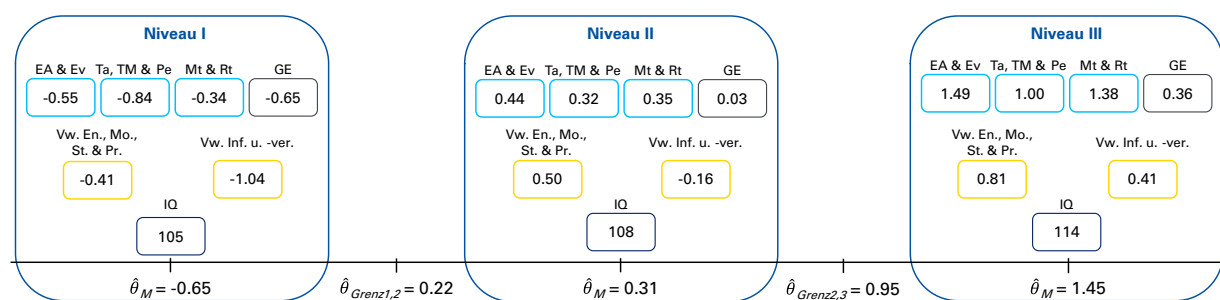 Niveau I
EA & Ev Ta, TM & Pe Mt & Rt GE
-0.55 -0.84 -0.34 -0.65
Vw. En., Mo.,
St. & Pr.
Vw. Inf. u. -ver.
-0.41 -1.04
IQ
105
Niveau II
EA & Ev Ta, TM & Pe Mt & Rt GE
0.44 0.32 0.35 0.03
Vw. En., Mo.,
St. & Pr.
Vw. Inf. u. -ver.
0.50 -0.16
IQ
108
Niveau III
EA & Ev Ta, TM & Pe Mt & Rt GE
1.49 1.00 1.38 0.36
Vw. En., Mo.,
St. & Pr.
Vw. Inf. u. -ver.
0.81 0.41
IQ
114
θ̂M = -0.65 θ̂Grenz1,2 = 0.22 θ̂M = 0.31 θ̂Grenz2,3 = 0.95 θ̂M = 1.45